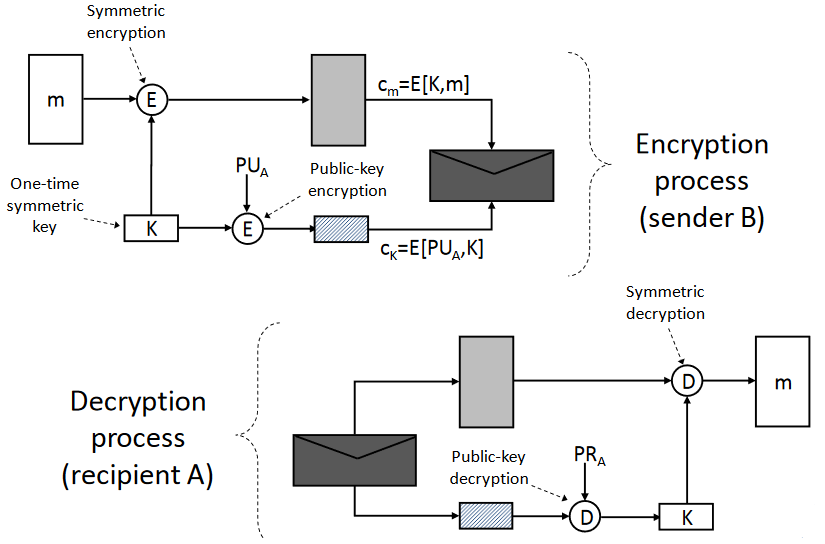 Symmetric
encryption
m
E
c_m=E[K,m]
One-time
symmetric
key
K
PU_A
Public-key
encryption
E
c_K=E[PU_A,K]
Encryption
process
(sender B)
Symmetric
decryption
D
m
Decryption
process
(recipient A)
Public-key
decryption
PR_A
D
K